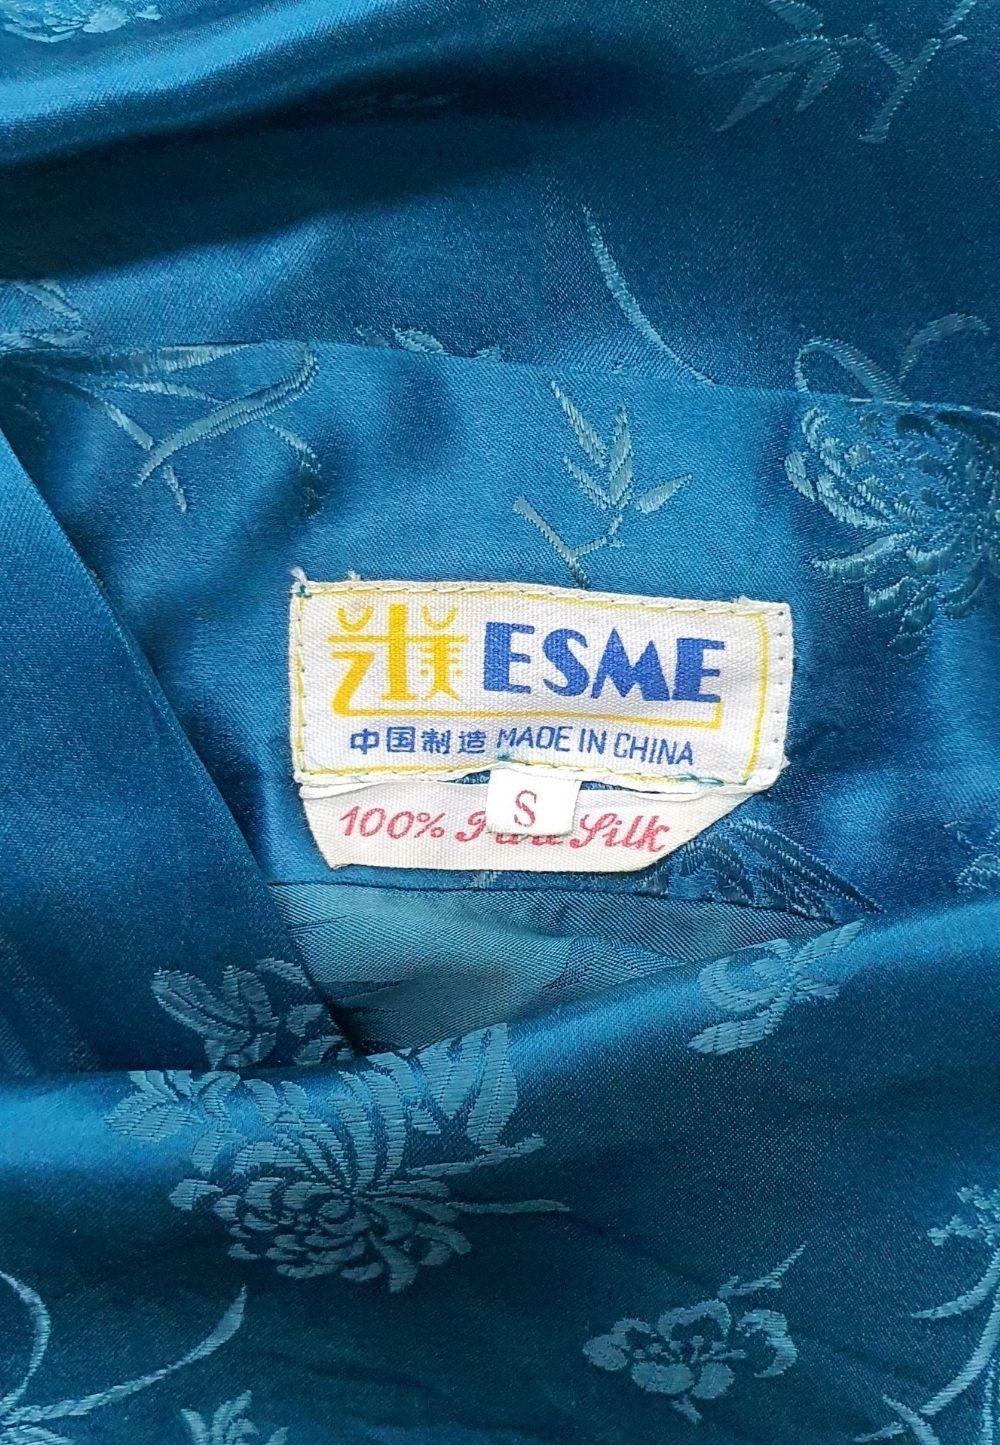 ESME
中国制造 MADE IN CHINA
S
100% Pure Silk